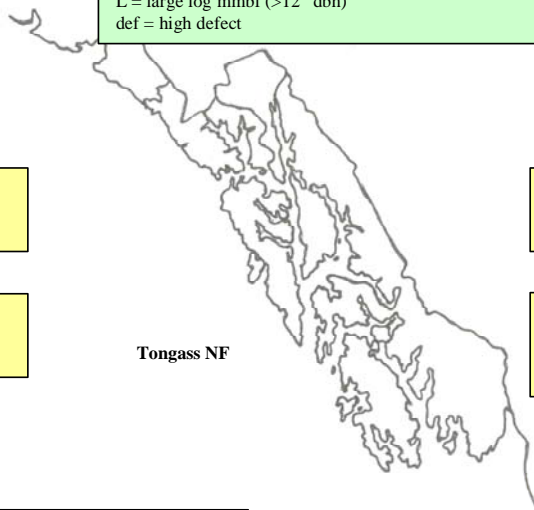 L = large log mmbf (>12" dbh)
def = high defect
Tongass NF